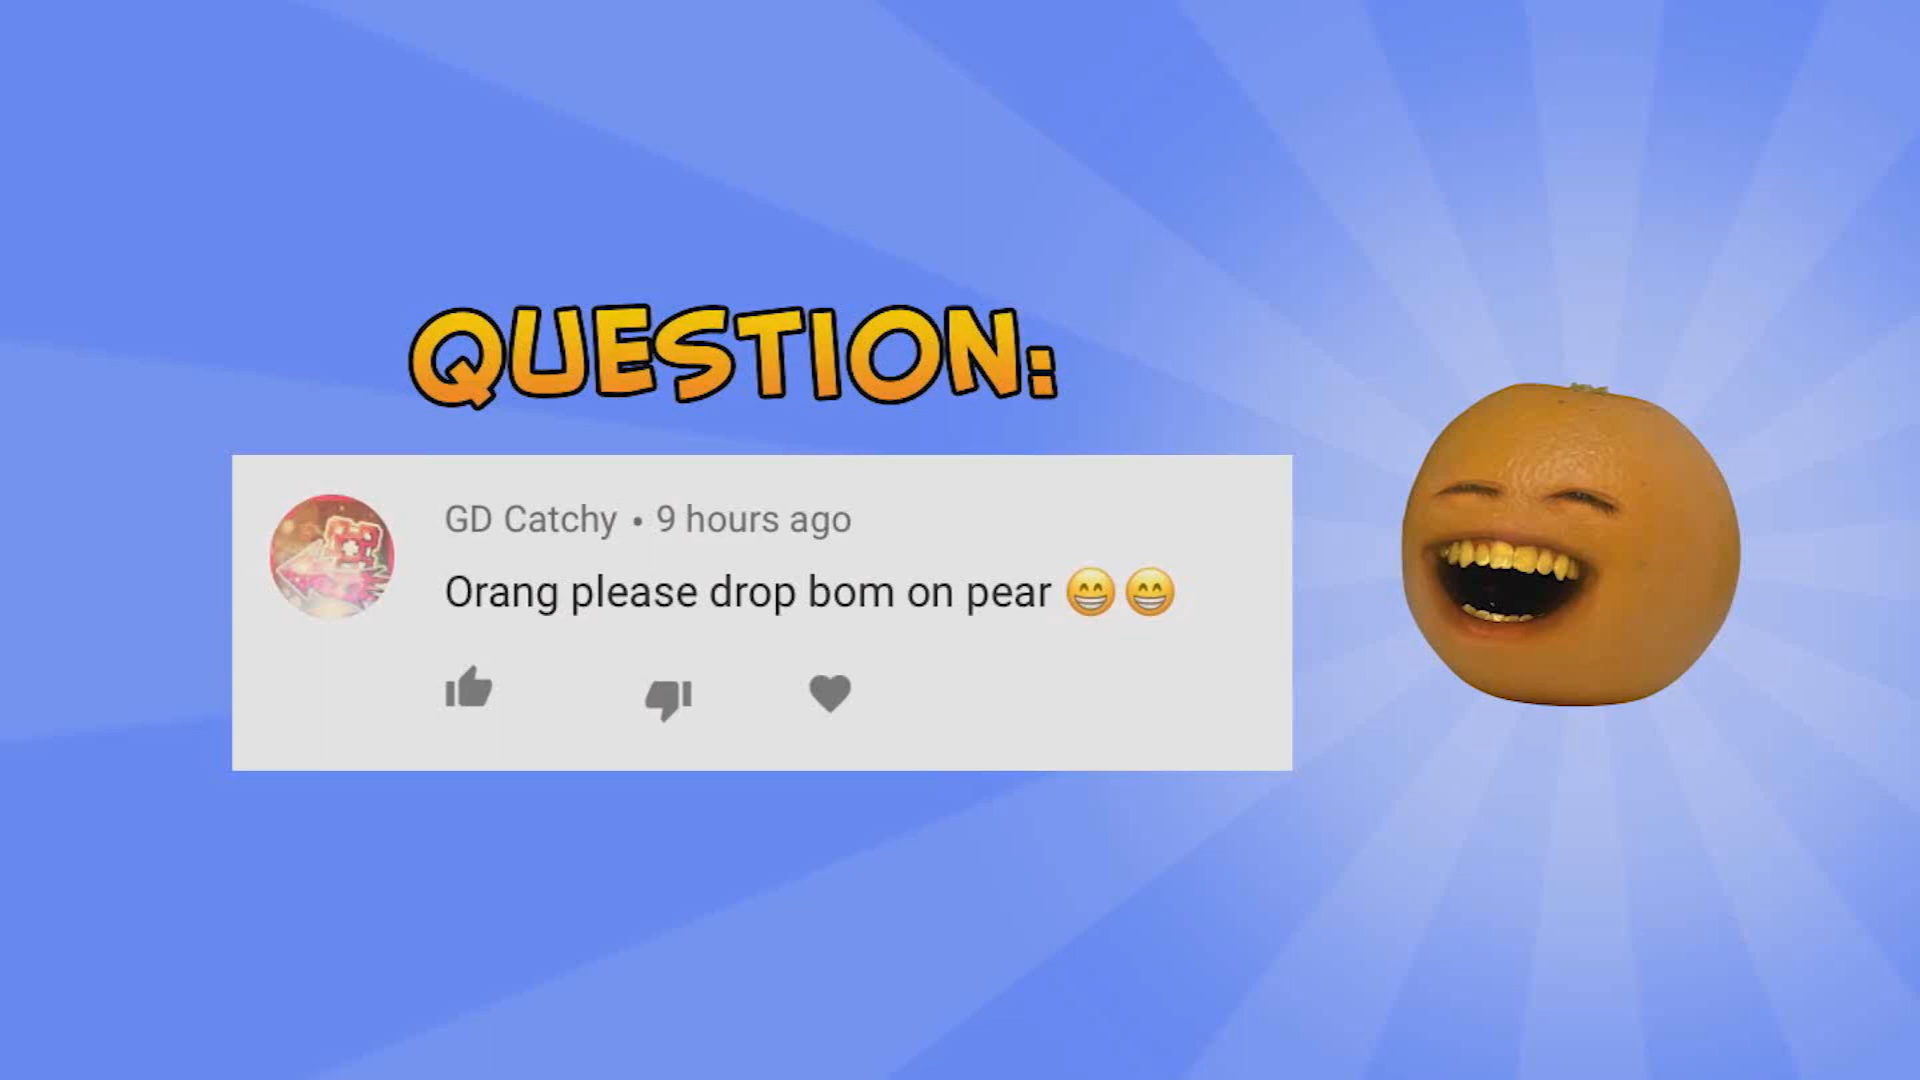 QUESTION:
GD Catchy • 9 hours ago
Orang please drop bom on pear 😁😁